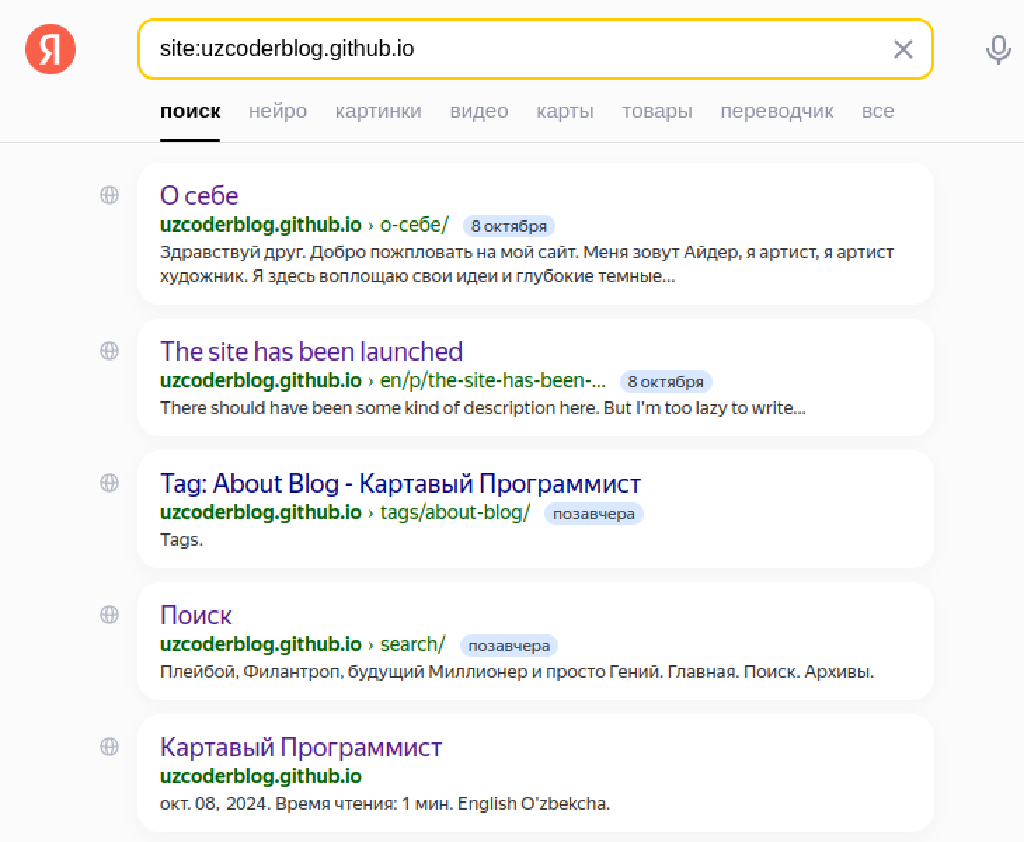 Я site:uzcoderblog.github.io
поиск нейро картинки видео карты товары переводчик все
О себе
uzcoderblog.github.io › о-себе/ 8 октября
Здравствуй друг. Добро пожпловать на мой сайт. Меня зовут Айдер, я артист, я артист
художник. Я здесь воплощаю свои идеи и глубокие темные...
The site has been launched
uzcoderblog.github.io › en/p/the-site-has-been-... 8 октября
There should have been some kind of description here. But I'm too lazy to write...
Tag: About Blog - Картавый Программист
uzcoderblog.github.io › tags/about-blog/ позавчера
Tags.
Поиск
uzcoderblog.github.io › search/ позавчера
Плейбой, Филантроп, будущий Миллионер и просто Гений. Главная. Поиск. Архивы.
Картавый Программист
uzcoderblog.github.io
окт. 08, 2024. Время чтения: 1 мин. English O'zbekcha.